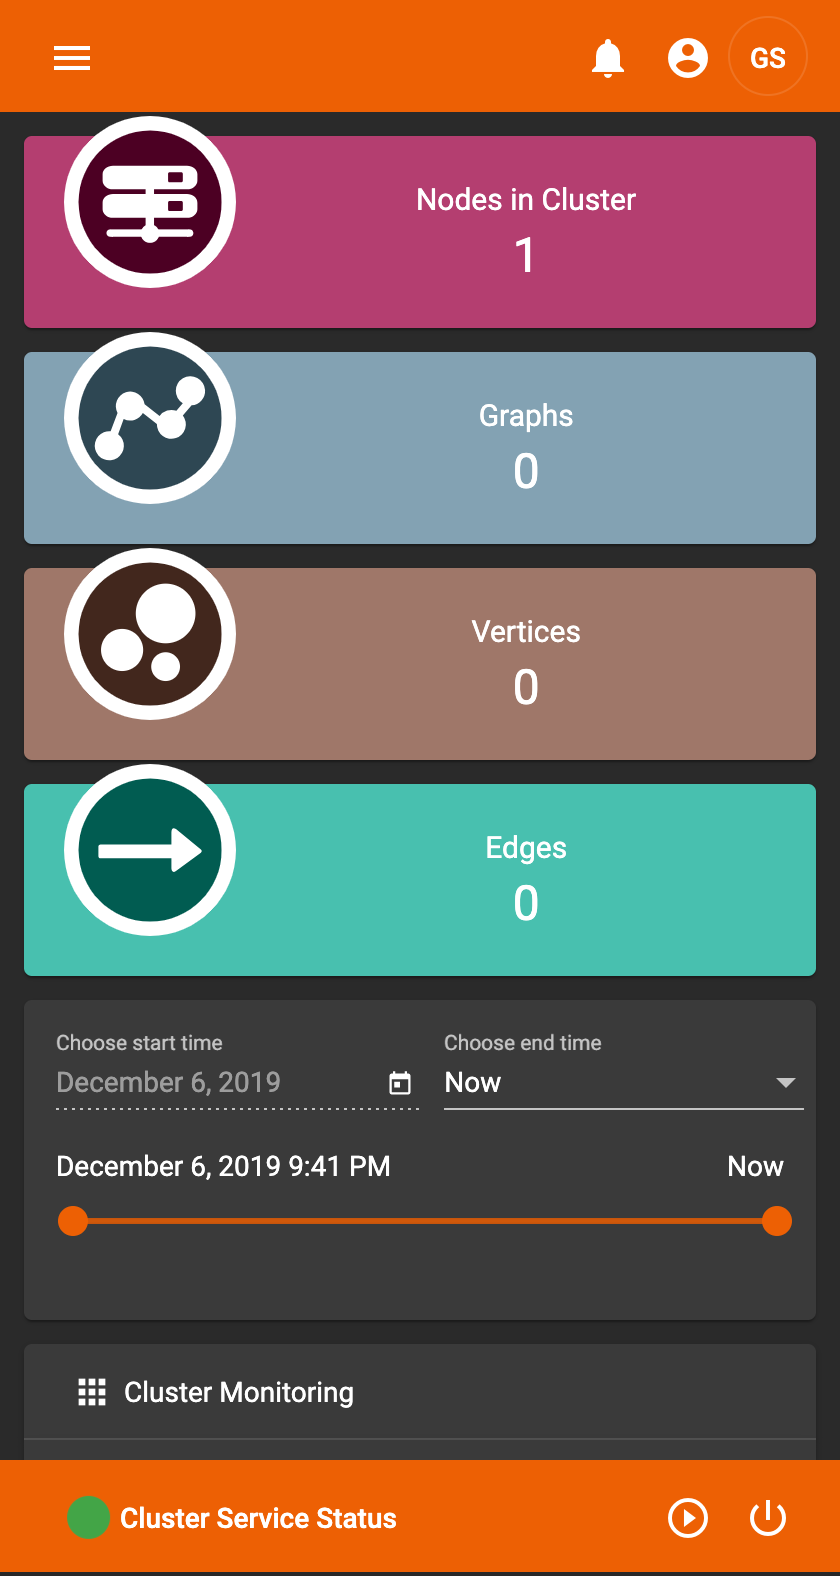 GS
Nodes in Cluster
1
Graphs
0
Vertices
0
Edges
0
Choose start time
Choose end time
December 6, 2019
Now
December 6, 2019 9:41 PM
Now
Cluster Monitoring
Cluster Service Status